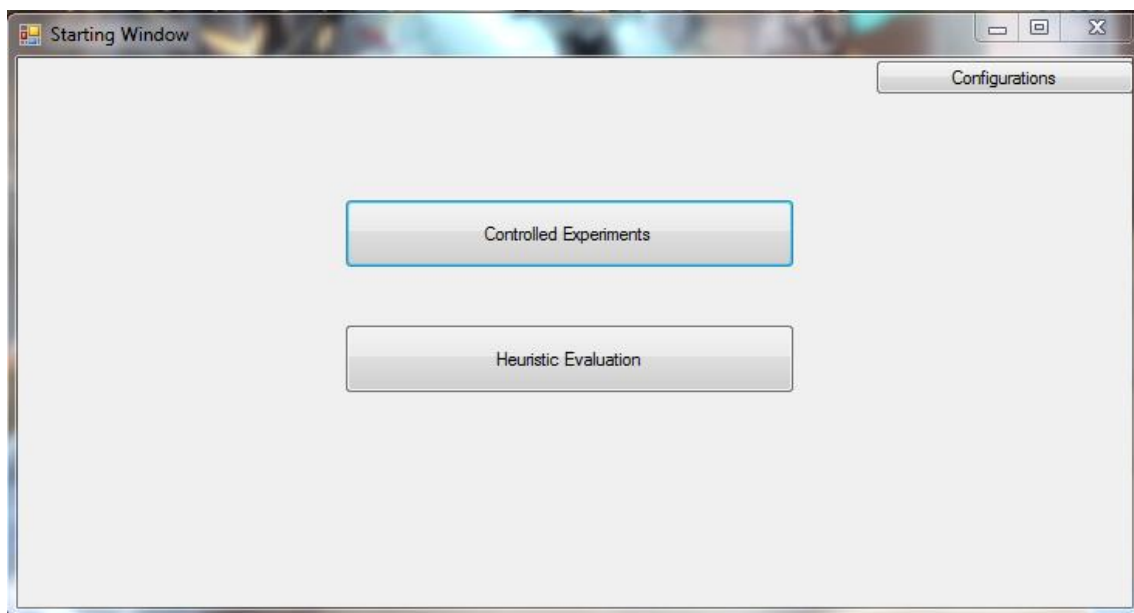 Starting Window
Configurations
Controlled Experiments
Heuristic Evaluation